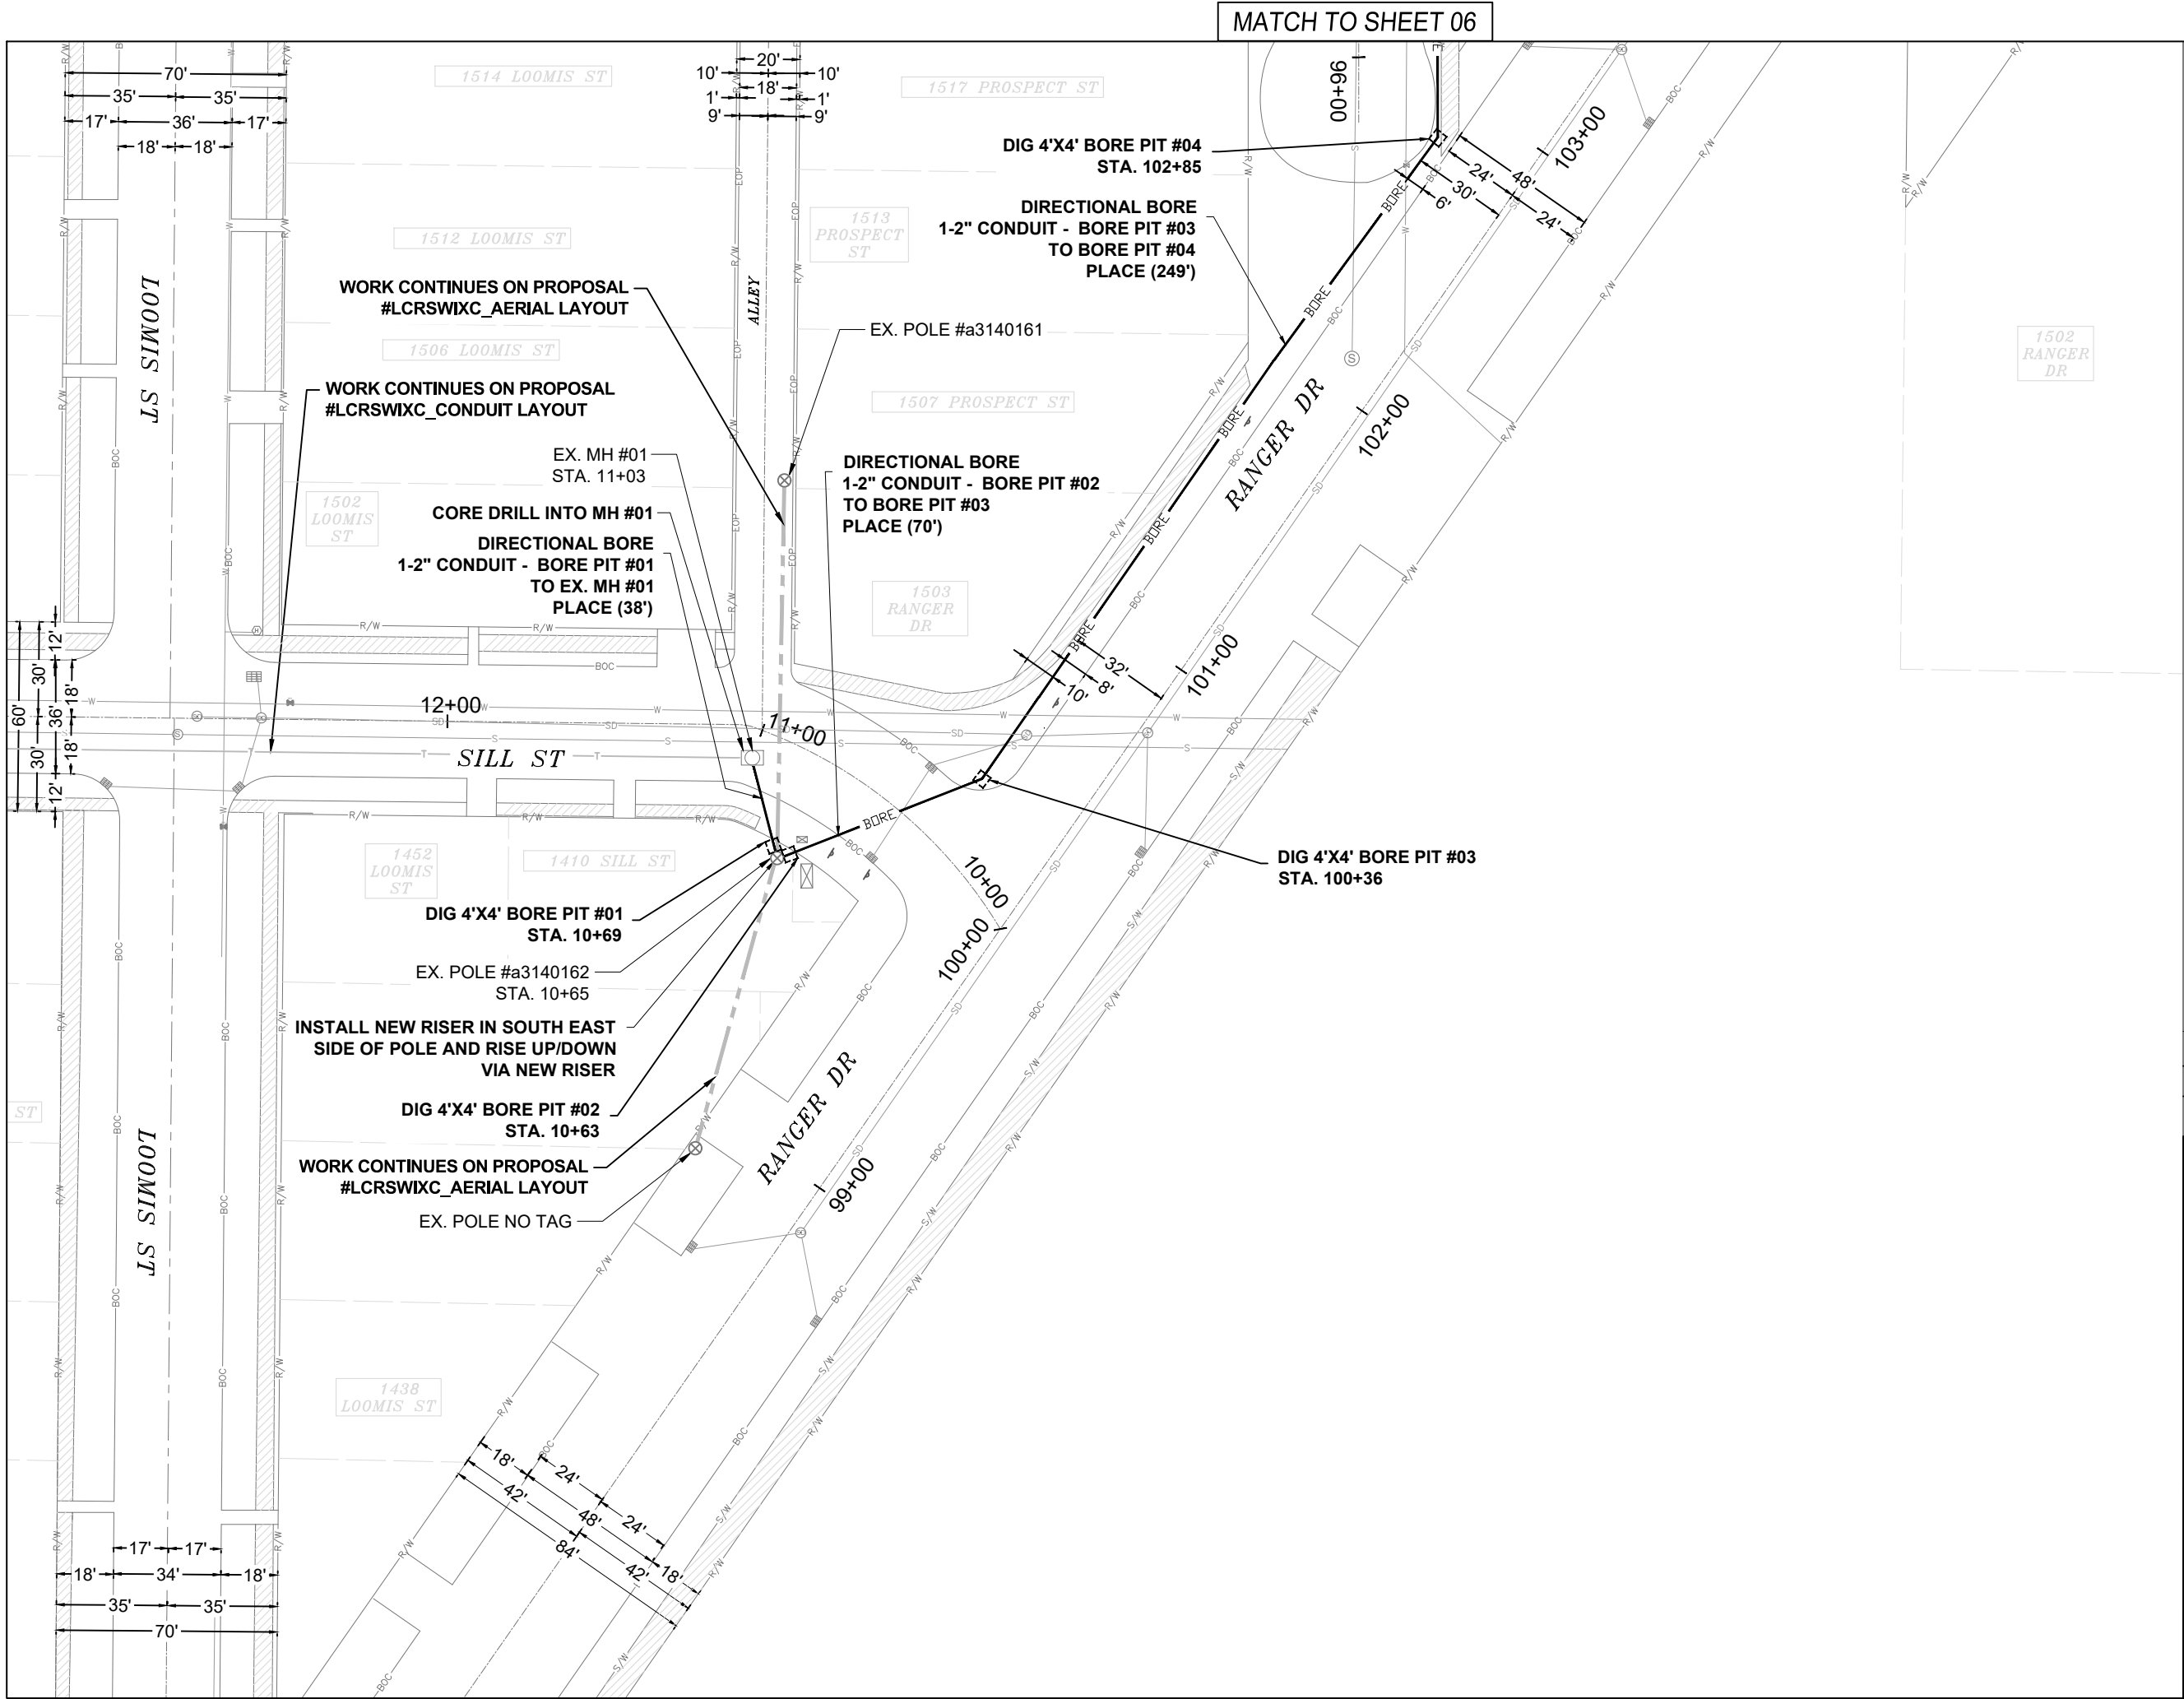 MATCH TO SHEET 06
70'
35'
35'
17'
36'
17'
18'
18'
1514 LOOMIS ST
20'
10'
10'
18'
1'
1'
9'
9'
1517 PROSPECT ST
96+00
103+00
DIG 4'X4' BORE PIT #04
STA. 102+85
48'
24'
30'
6'
24'
DIRECTIONAL BORE
1-2" CONDUIT - BORE PIT #03
TO BORE PIT #04
PLACE (249')
1512 LOOMIS ST
1513
PROSPECT
ST
LOOMIS ST
ALLEY
WORK CONTINUES ON PROPOSAL
#LCRSWIXC_AERIAL LAYOUT
EX. POLE #a3140161
1506 LOOMIS ST
1502
RANGER
DR
WORK CONTINUES ON PROPOSAL
#LCRSWIXC_CONDUIT LAYOUT
1507 PROSPECT ST
RANGER DR
102+00
EX. MH #01
STA. 11+03
DIRECTIONAL BORE
1-2" CONDUIT - BORE PIT #02
TO BORE PIT #03
PLACE (70')
1502
LOOMIS
ST
CORE DRILL INTO MH #01
DIRECTIONAL BORE
1-2" CONDUIT - BORE PIT #01
TO EX. MH #01
PLACE (38')
1503
RANGER
DR
BORE
BORE
BORE
BORE
BORE
BORE
R/W
BOC
EOP
S/W
SD
W
S
T
12'
30'
18'
60'
36'
30'
18'
12'
32'
8'
10'
101+00
12+00
11+00
SILL ST
1452
LOOMIS
ST
1410 SILL ST
10+00
100+00
DIG 4'X4' BORE PIT #03
STA. 100+36
DIG 4'X4' BORE PIT #01
STA. 10+69
EX. POLE #a3140162
STA. 10+65
INSTALL NEW RISER IN SOUTH EAST
SIDE OF POLE AND RISE UP/DOWN
VIA NEW RISER
DIG 4'X4' BORE PIT #02
STA. 10+63
ST
LOOMIS ST
RANGER DR
99+00
WORK CONTINUES ON PROPOSAL
#LCRSWIXC_AERIAL LAYOUT
EX. POLE NO TAG
1438
LOOMIS ST
18'
24'
42'
48'
24'
84'
42'
18'
17'
17'
18'
34'
18'
35'
35'
70'